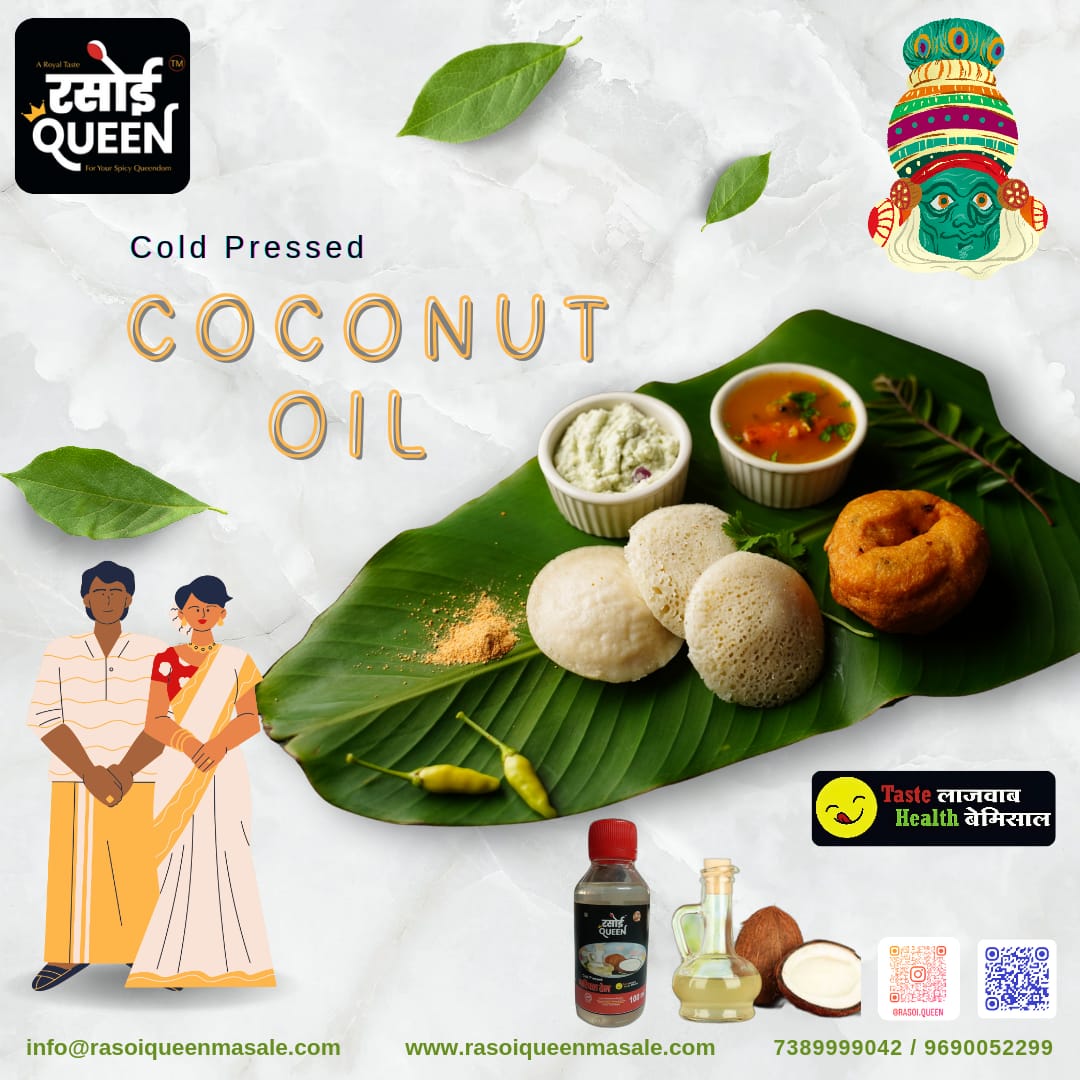 A Royal Taste
TM
रसोई
QUEEN
For Your Spicy Queendom
Cold Pressed
COCONUT
OIL
Taste लाजवाब
Health बेमिसाल
रसोई
QUEEN
100
@RASOI.QUEEN
info@rasoiqueenmasale.com
www.rasoiqueenmasale.com
7389999042 / 9690052299